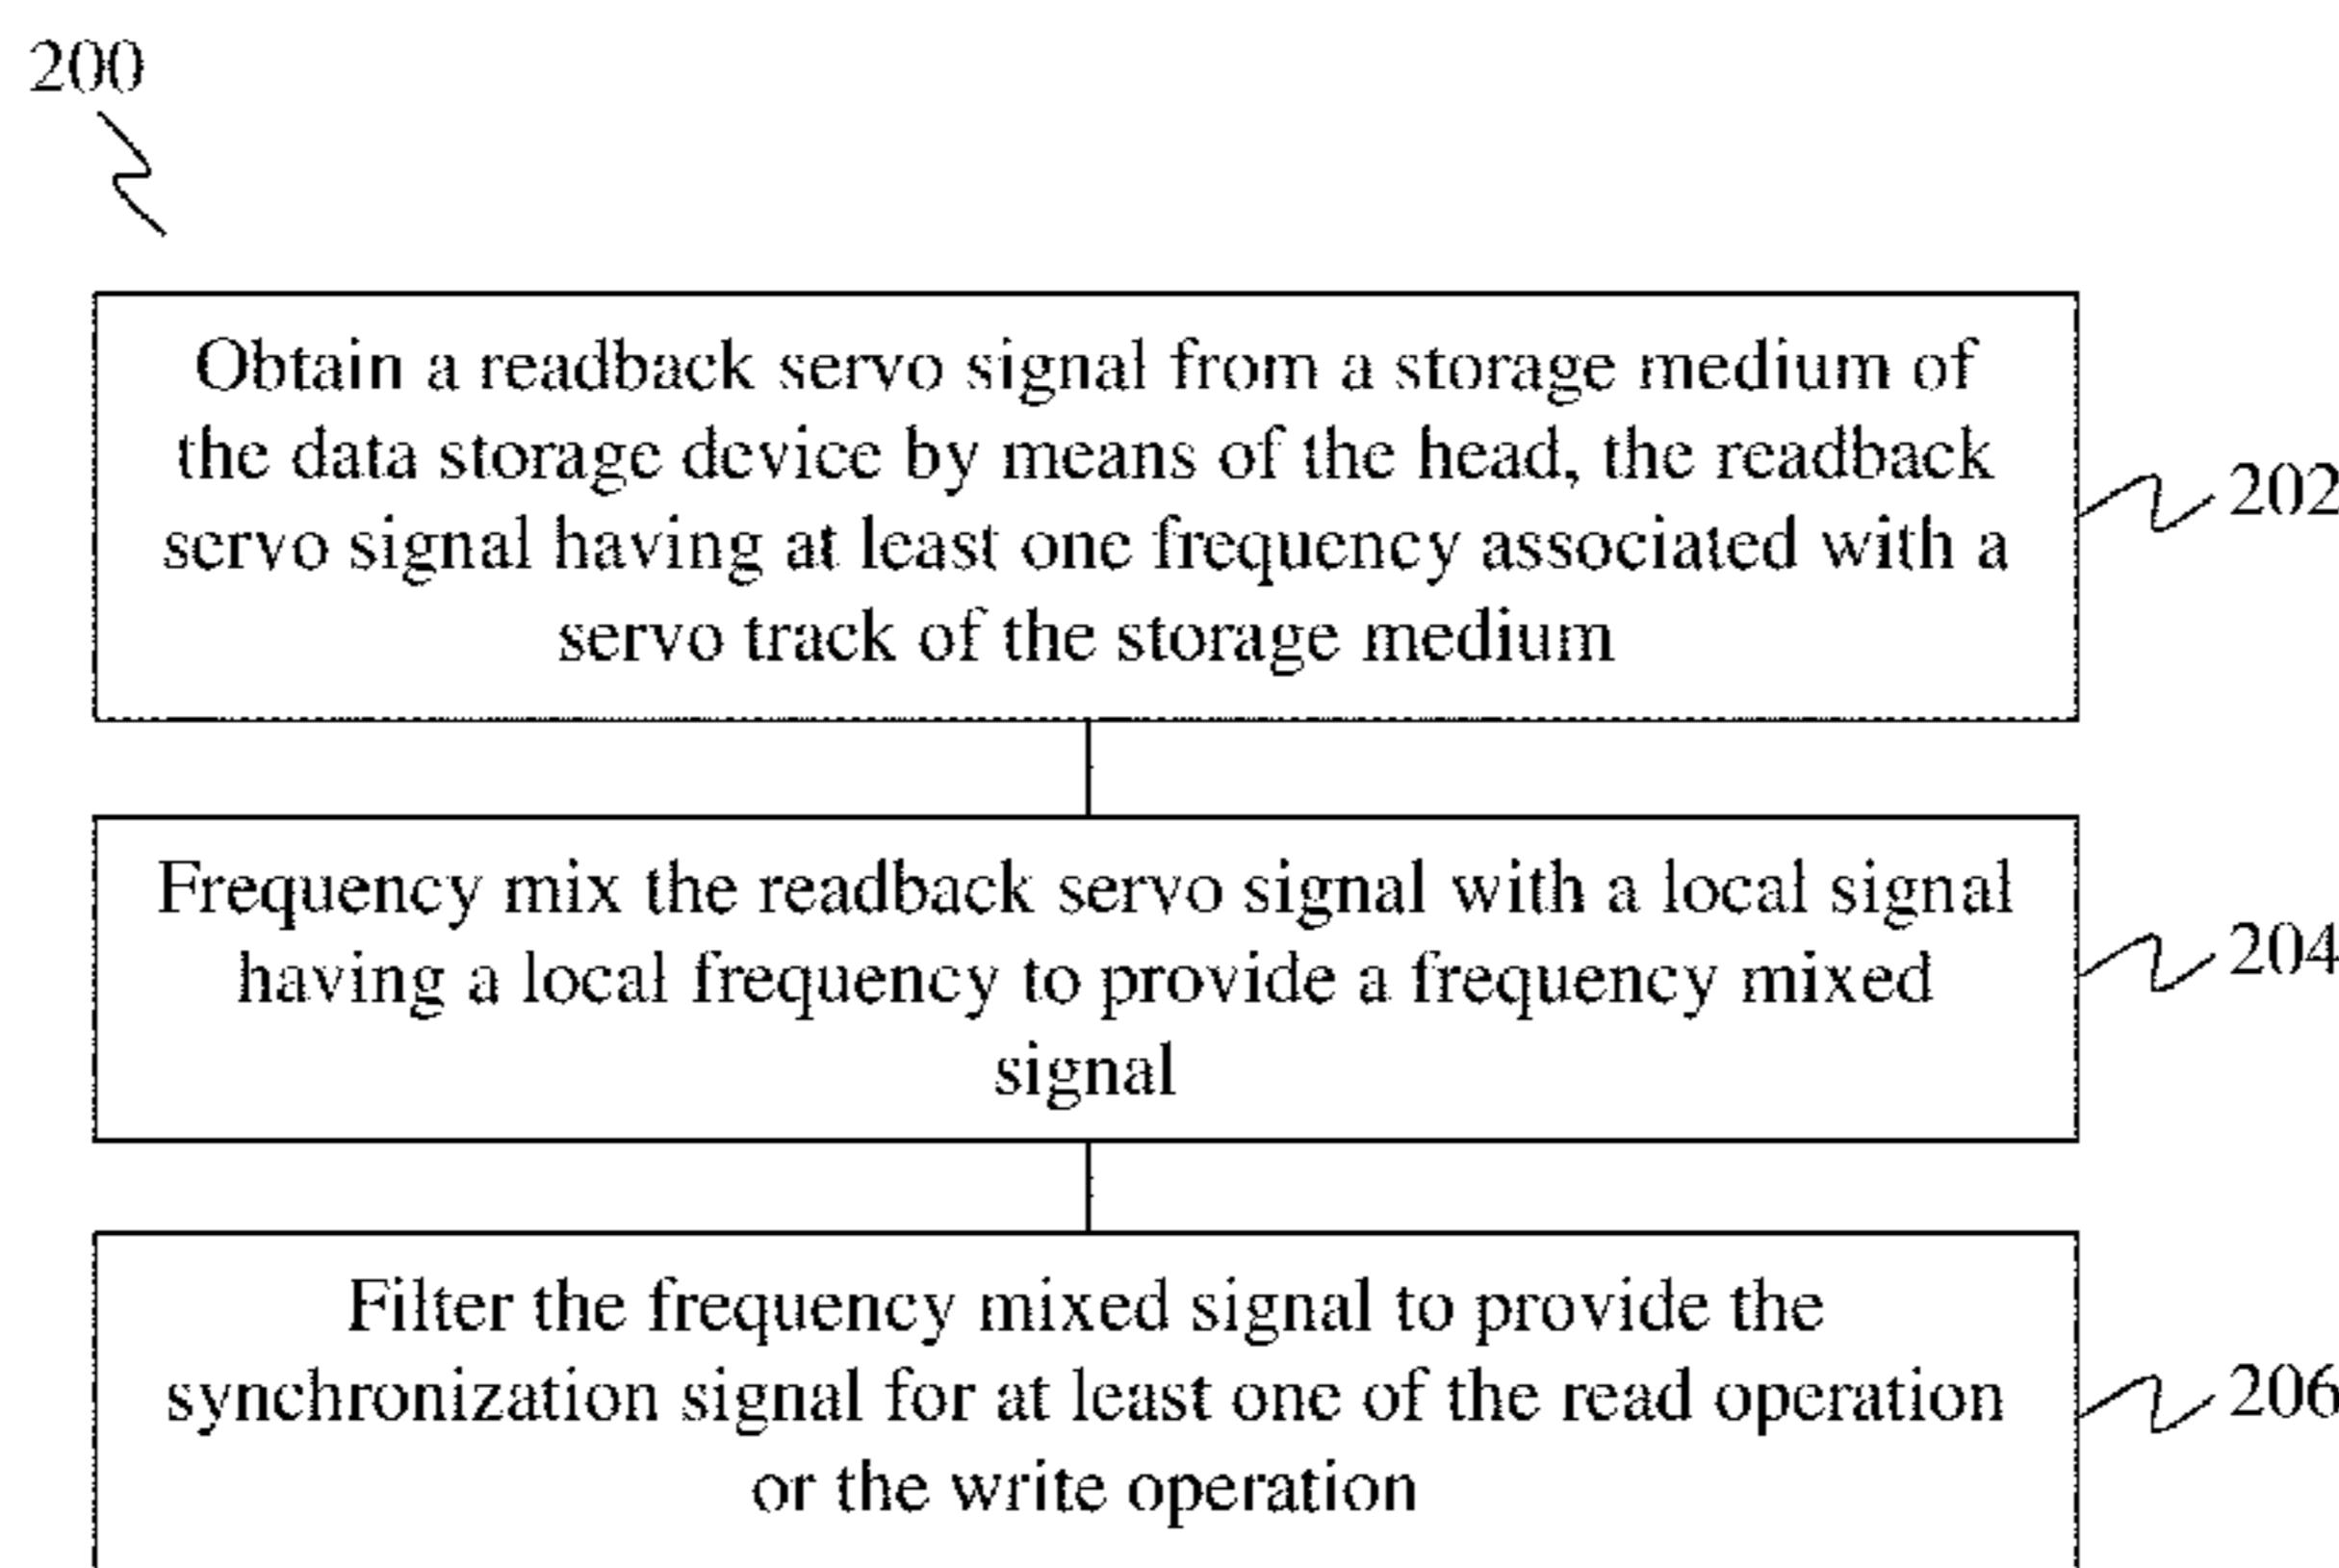 200
Obtain a readback servo signal from a storage medium of
the data storage device by means of the head, the readback
servo signal having at least one frequency associated with a
servo track of the storage medium
202
Frequency mix the readback servo signal with a local signal
having a local frequency to provide a frequency mixed
signal
204
Filter the frequency mixed signal to provide the
synchronization signal for at least one of the read operation
or the write operation
206